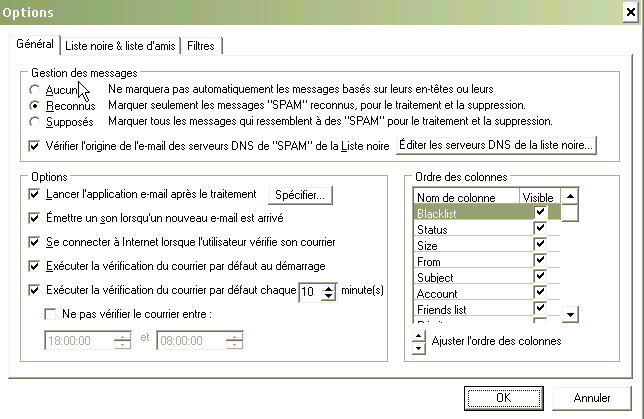 Options
Général
Liste noire & liste d'amis
Filtres
Gestion des messages
Aucun
Ne marquera pas automatiquement les messages basés sur leurs en-têtes ou leurs
Reconnus
Marquer seulement les messages "SPAM" reconnus, pour le traitement et la suppression.
Supposés
Marquer tous les messages qui ressemblent à des "SPAM" pour le traitement et la suppression.
Vérifier l'origine de l'e-mail des serveurs DNS de "SPAM" de la Liste noire
Éditer les serveurs DNS de la liste noire...
Options
Lancer l'application e-mail après le traitement
Spécifier...
Émettre un son lorsqu'un nouveau e-mail est arrivé
Se connecter à Internet lorsque l'utilisateur vérifie son courrier
Exécuter la vérification du courrier par défaut au démarrage
Exécuter la vérification du courrier par défaut chaque 10 minute(s)
Ne pas vérifier le courrier entre :
18:00:00 et 08:00:00
Ordre des colonnes
Nom de colonne Visible
Blacklist
Status
Size
From
Subject
Account
Friends list
Ajuster l'ordre des colonnes
OK
Annuler